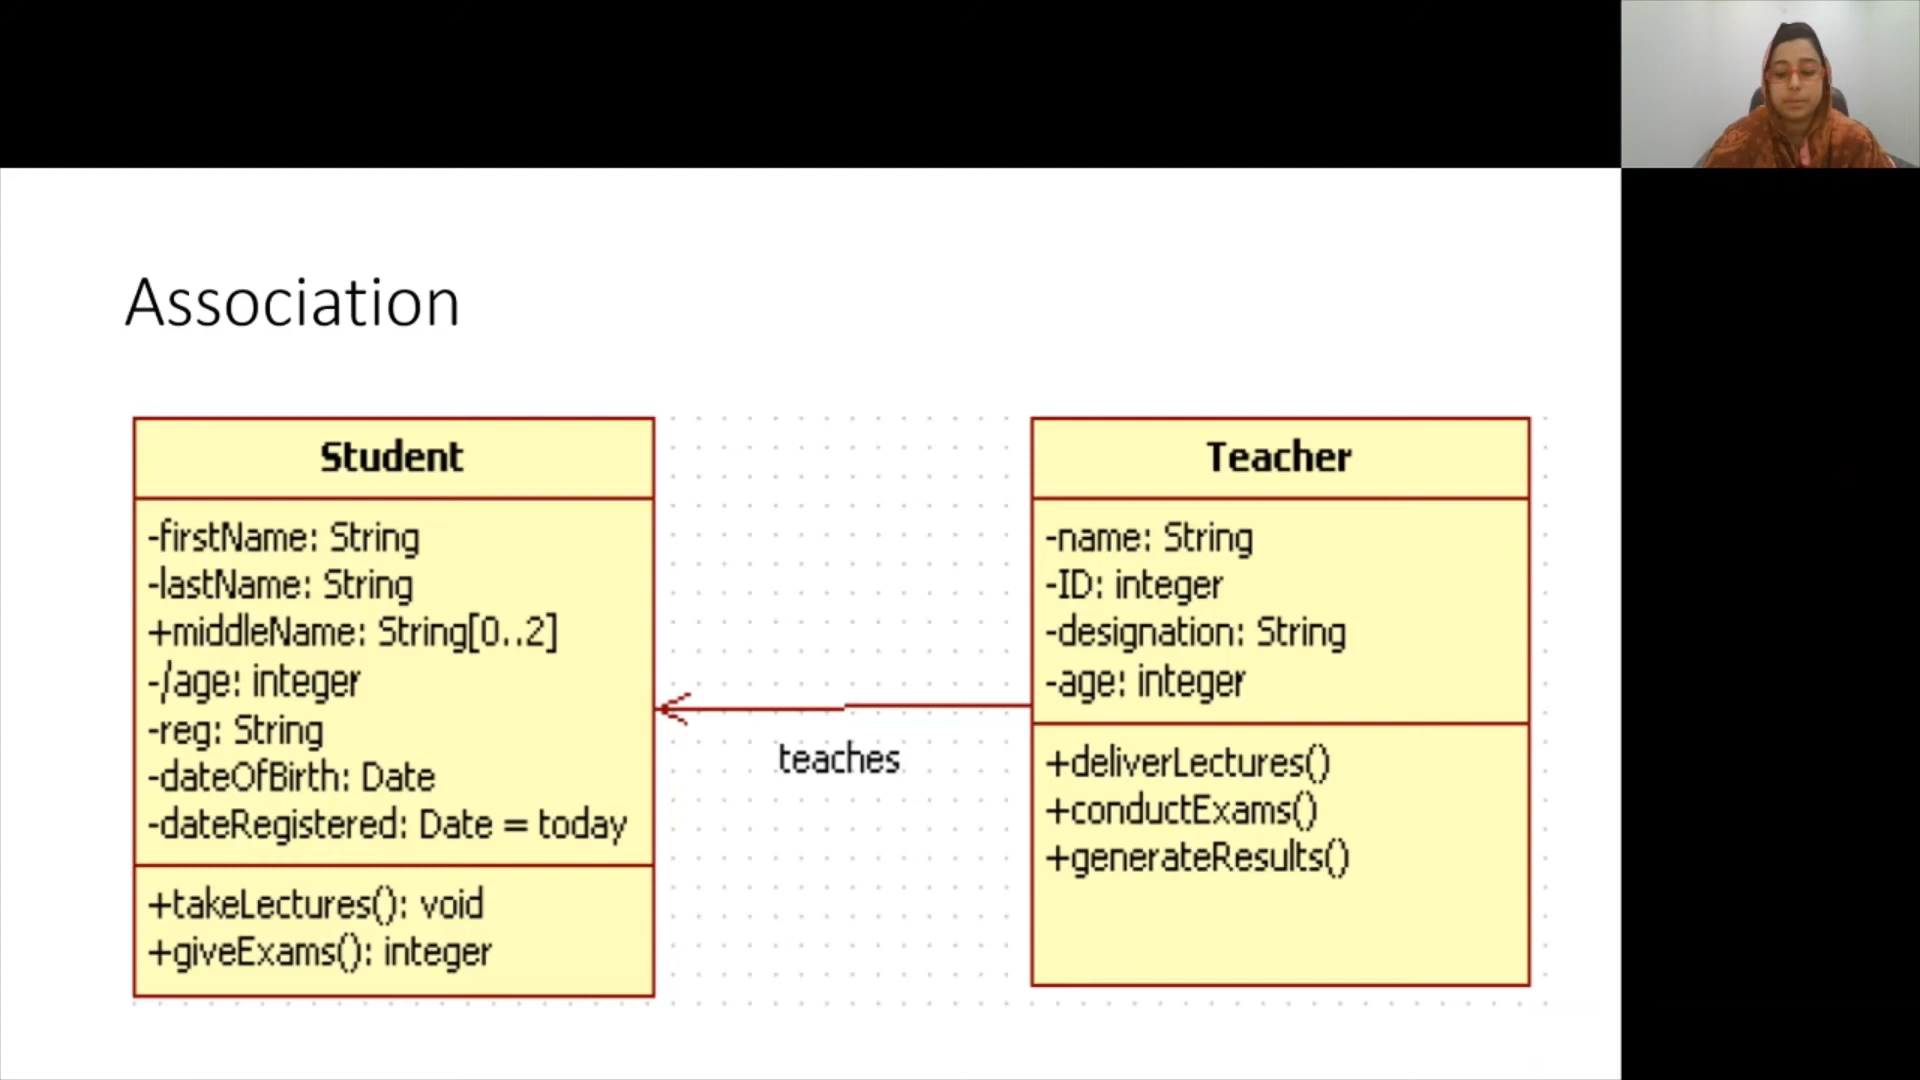 Association
Student
-firstName: String
-lastName: String
+middleName: String[0..2]
-/age: integer
-reg: String
-dateOfBirth: Date
-dateRegistered: Date = today
+takeLectures(): void
+giveExams(): integer
teaches
Teacher
-name: String
-ID: integer
-designation: String
-age: integer
+deliverLectures()
+conductExams()
+generateResults()